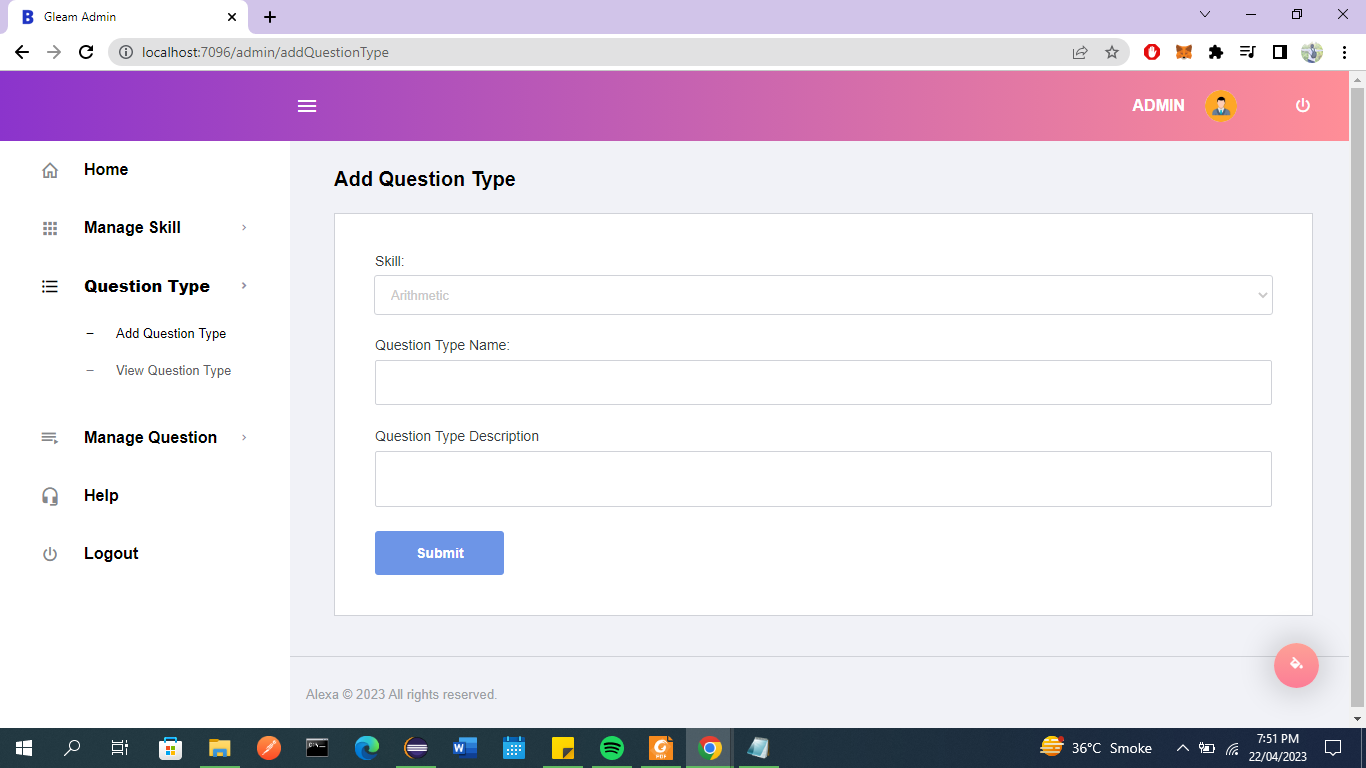 Gleam Admin
localhost:7096/admin/addQuestionType
ADMIN
Home
Manage Skill
Question Type
Add Question Type
View Question Type
Manage Question
Help
Logout
Add Question Type
Skill:
Arithmetic
Question Type Name:
Question Type Description
Submit
Alexa © 2023 All rights reserved.
36°C Smoke
7:51 PM
22/04/2023